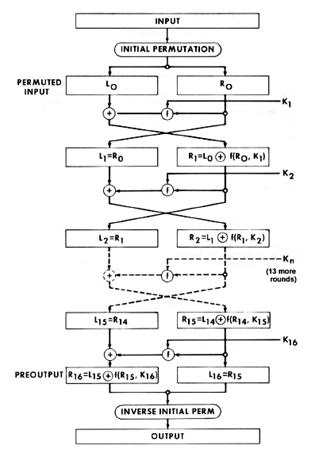 INPUT
INITIAL PERMUTATION
PERMUTED
INPUT
L0
R0
K1
+
f
L1=R0
R1=L0 + f(R0, K1)
K2
+
f
L2=R1
R2=L1 + f(R1, K2)
Kn
(13 more
rounds)
+
f
L15=R14
R15=L14+f(R14, K15)
K16
+
f
PREOUTPUT
R16=L15+f(R15, K16)
L16=R15
INVERSE INITIAL PERM
OUTPUT